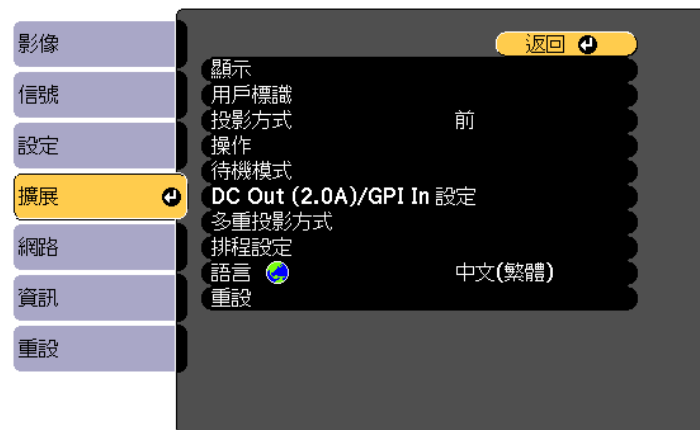 影像
信號
設定
擴展
網路
資訊
重設
返回
顯示
用戶標識
投影方式 前
操作
待機模式
DC Out (2.0A)/GPI In 設定
多重投影方式
排程設定
語言 中文(繁體)
重設